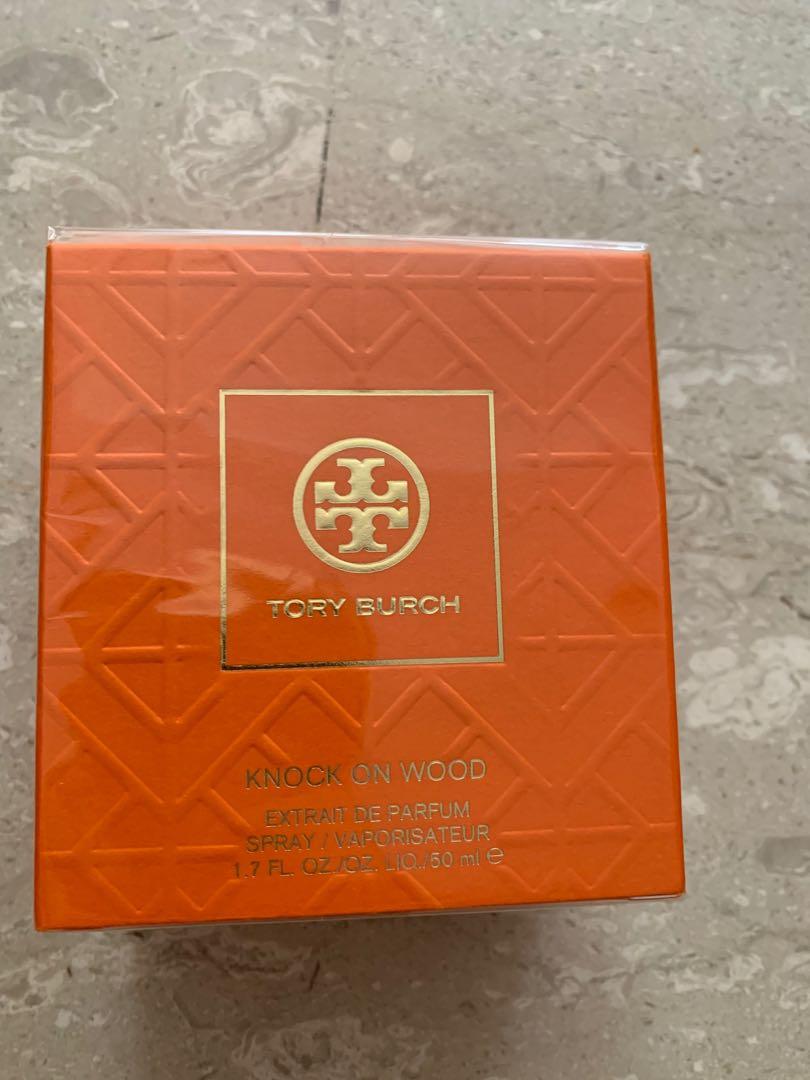 TORY BURCH
KNOCK ON WOOD
EXTRAIT DE PARFUM
SPRAY / VAPORISATEUR
1.7 FL. OZ./OZ. LIQ./50 ml e